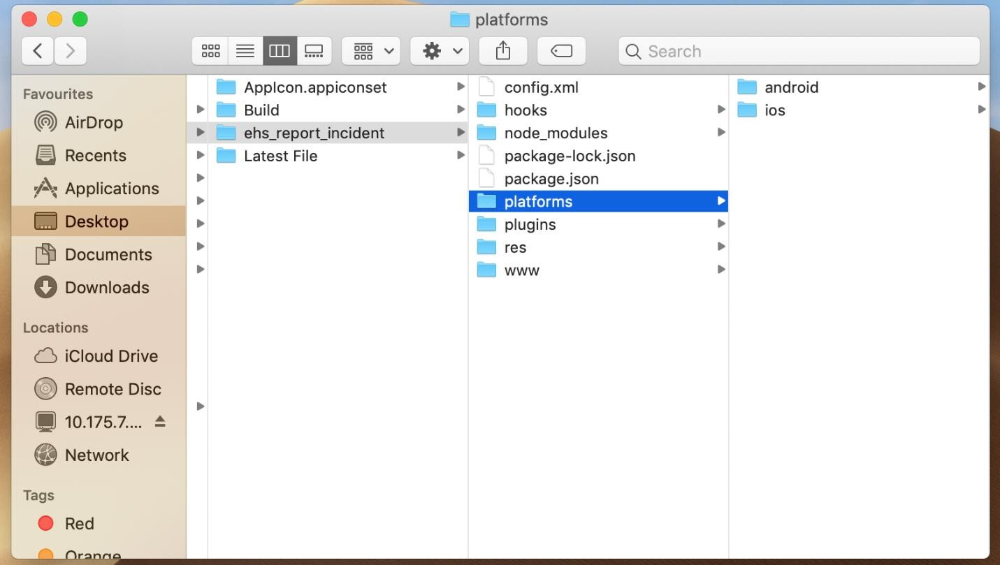 platforms
Search
Favourites
AirDrop
Recents
Applications
Desktop
Documents
Downloads
Locations
iCloud Drive
Remote Disc
10.175.7....
Network
Tags
Red
Orange
AppIcon.appiconset
Build
ehs_report_incident
Latest File
config.xml
hooks
node_modules
package-lock.json
package.json
platforms
plugins
res
www
android
ios